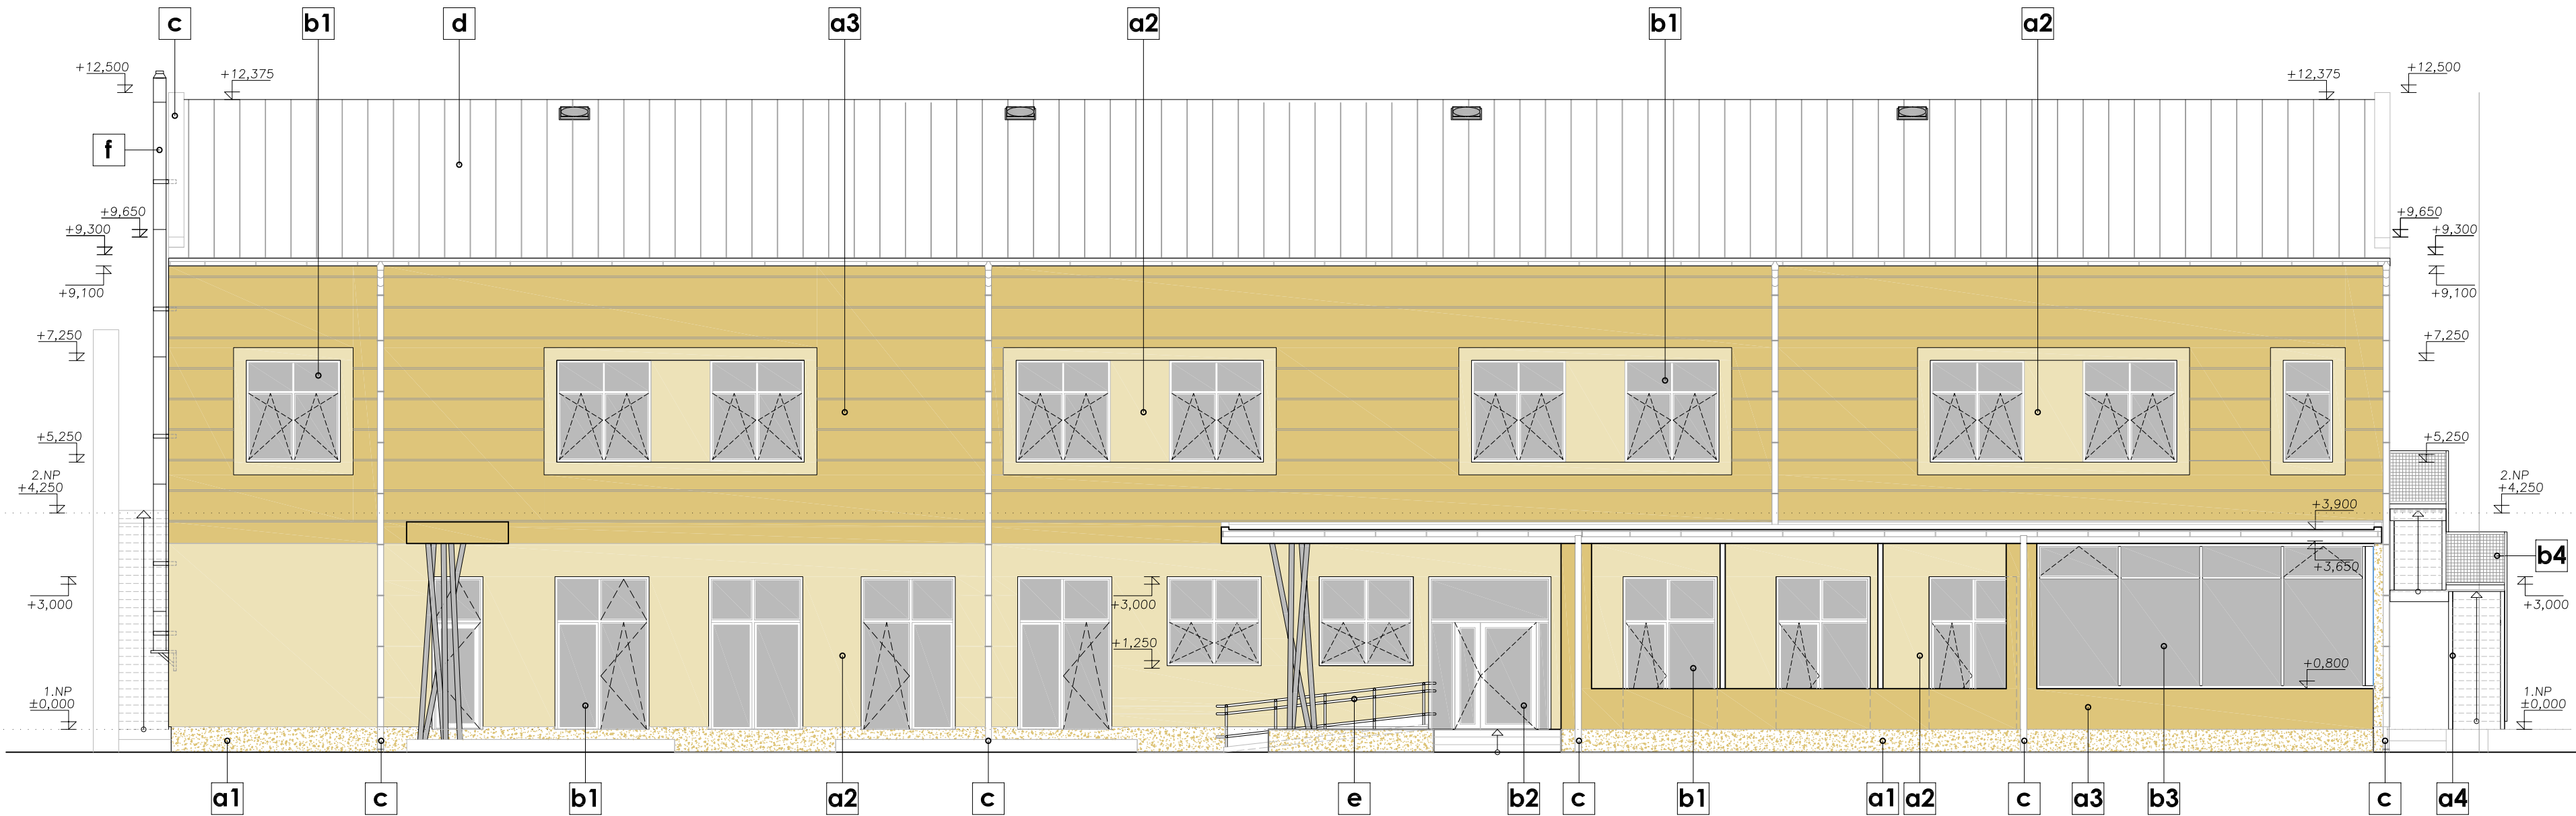 c b1 d a3 a2 b1 a2
+12,500 +12,375 +12,375 +12,500
f
+9,650 +9,650
+9,300 +9,300
+9,100 +9,100
+7,250 +7,250
+5,250 +5,250
2.NP 2.NP
+4,250 +4,250
+3,900
b4
+3,650
+3,000 +3,000 +3,000
+1,250
+0,800
1.NP 1.NP
±0,000 ±0,000
a1 c b1 a2 c e b2 c b1 a1 a2 c a3 b3 c a4